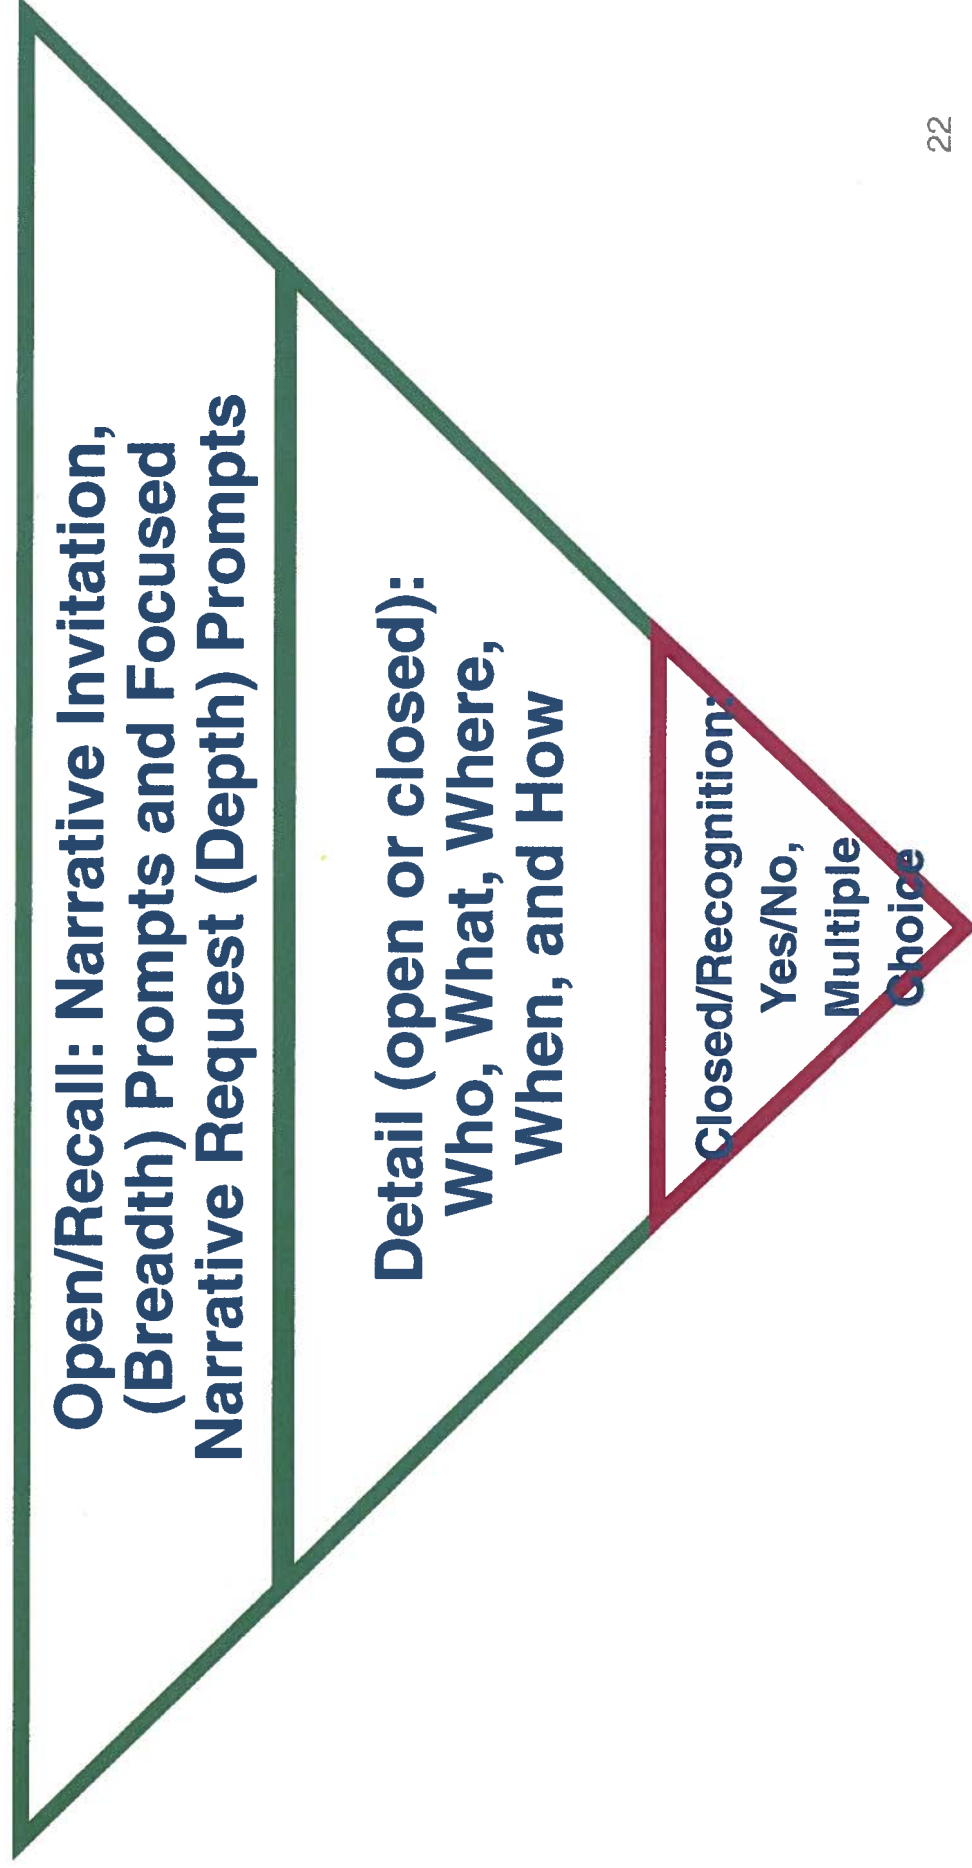 Open/Recall: Narrative Invitation,
(Breadth) Prompts and Focused
Narrative Request (Depth) Prompts
Detail (open or closed):
Who, What, Where,
When, and How
Closed/Recognition:
Yes/No,
Multiple
Choice
22